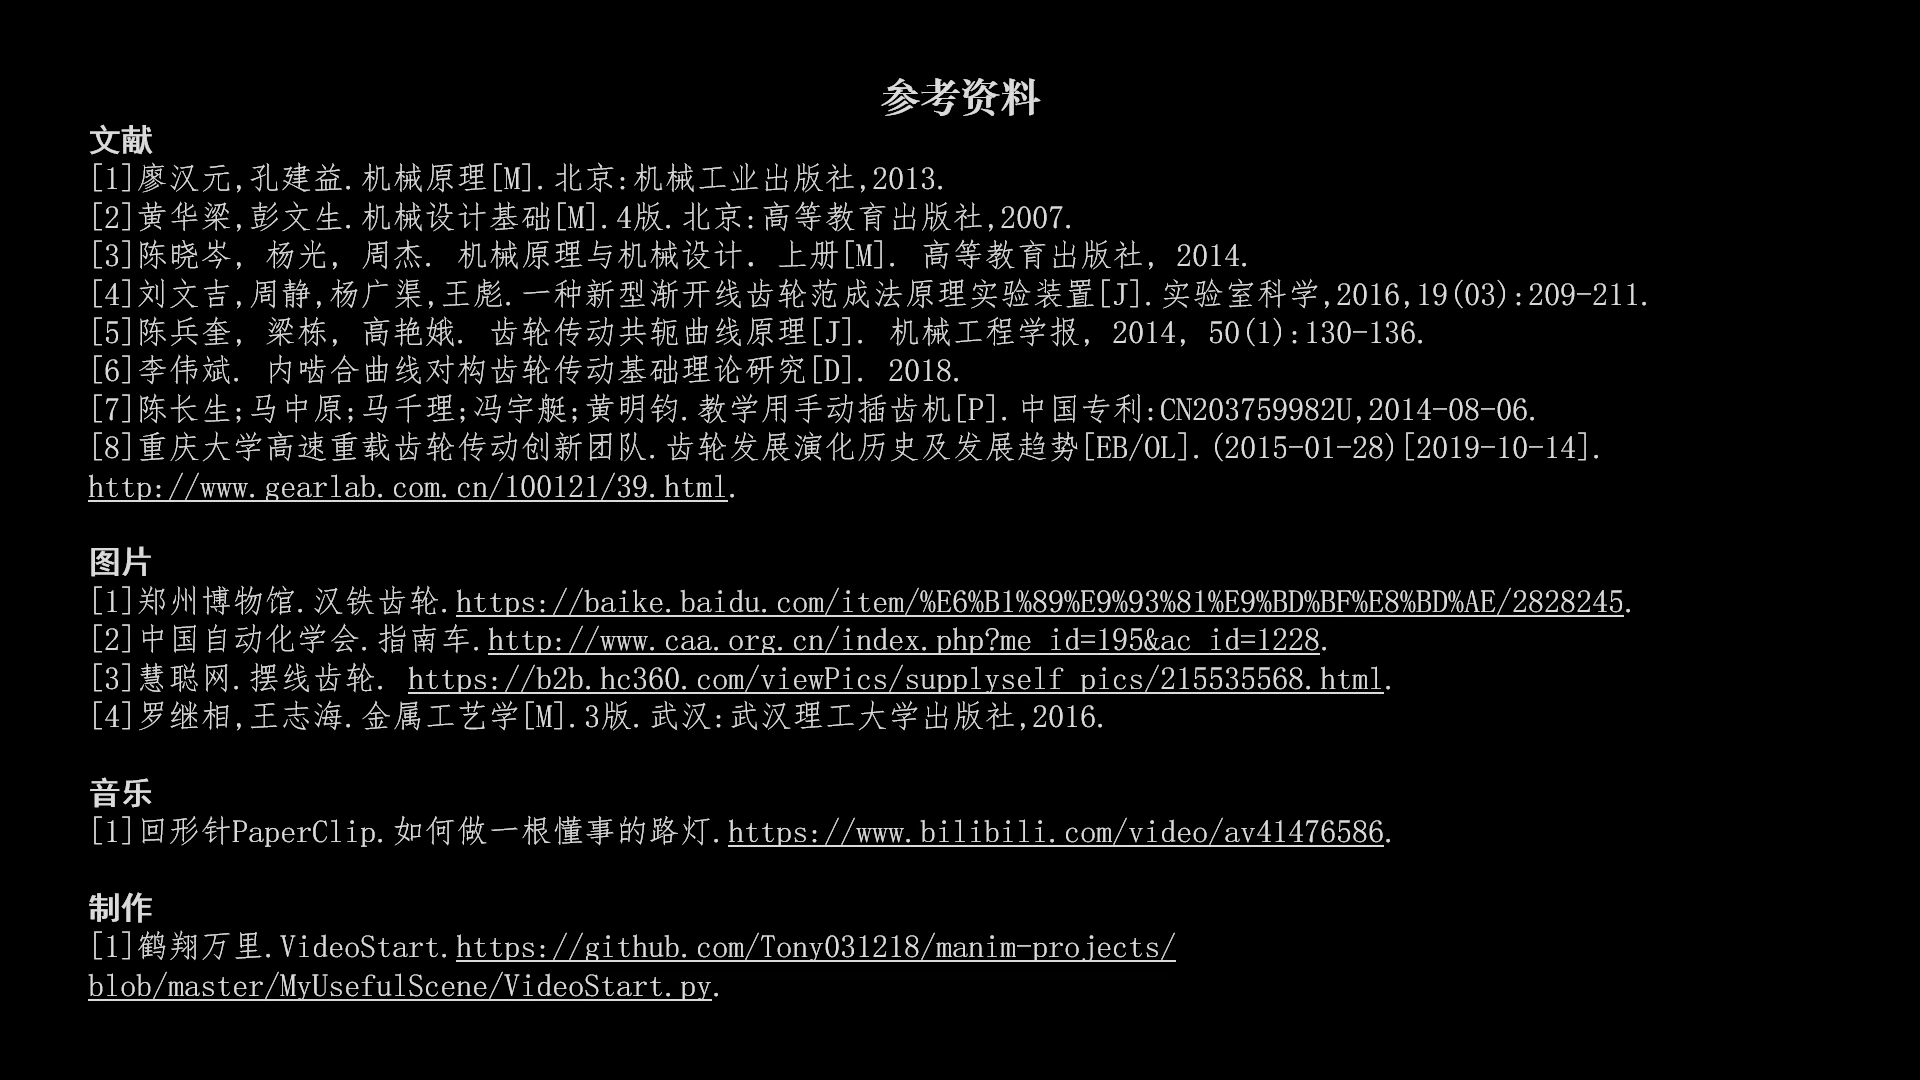 参考资料
文献
[1]廖汉元,孔建益.机械原理[M].北京:机械工业出版社,2013.
[2]黄华梁,彭文生.机械设计基础[M].4版.北京:高等教育出版社,2007.
[3]陈晓岑, 杨光, 周杰. 机械原理与机械设计. 上册[M]. 高等教育出版社, 2014.
[4]刘文吉,周静,杨广渠,王彪.一种新型渐开线齿轮范成法原理实验装置[J].实验室科学,2016,19(03):209-211.
[5]陈兵奎, 梁栋, 高艳娥. 齿轮传动共轭曲线原理[J]. 机械工程学报, 2014, 50(1):130-136.
[6]李伟斌. 内啮合曲线对构齿轮传动基础理论研究[D]. 2018.
[7]陈长生;马中原;马千理;冯宇艇;黄明钧.教学用手动插齿机[P].中国专利:CN203759982U,2014-08-06.
[8]重庆大学高速重载齿轮传动创新团队.齿轮发展演化历史及发展趋势[EB/OL].(2015-01-28)[2019-10-14].
http://www.gearlab.com.cn/100121/39.html.
图片
[1]郑州博物馆.汉铁齿轮.https://baike.baidu.com/item/%E6%B1%89%E9%93%81%E9%BD%BF%E8%BD%AE/2828245.
[2]中国自动化学会.指南车.http://www.caa.org.cn/index.php?me_id=195&ac_id=1228.
[3]慧聪网.摆线齿轮. https://b2b.hc360.com/viewPics/supplyself_pics/215535568.html.
[4]罗继相,王志海.金属工艺学[M].3版.武汉:武汉理工大学出版社,2016.
音乐
[1]回形针PaperClip.如何做一根懂事的路灯.https://www.bilibili.com/video/av41476586.
制作
[1]鹤翔万里.VideoStart.https://github.com/Tony031218/manim-projects/
blob/master/MyUsefulScene/VideoStart.py.